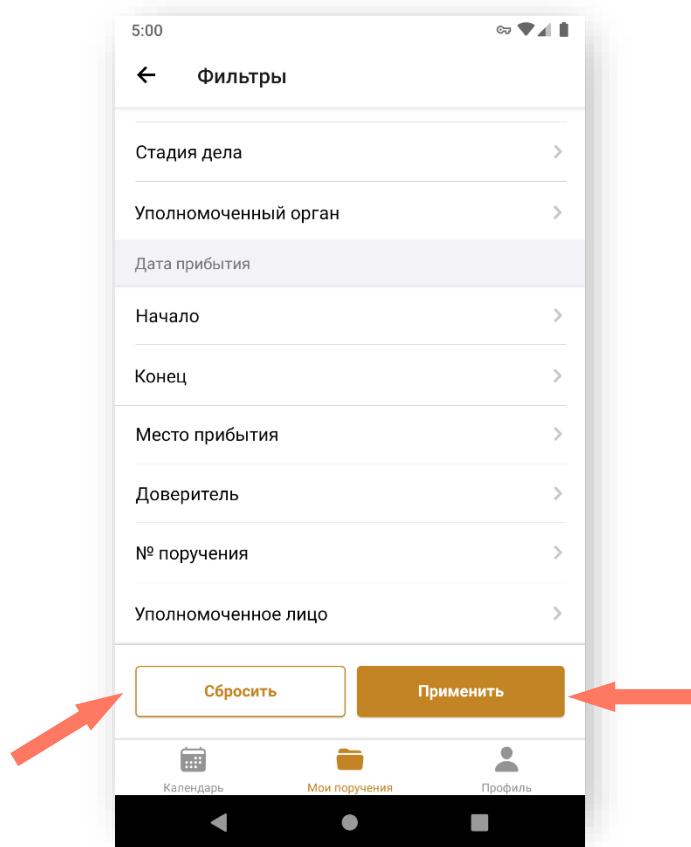 5:00
Фильтры
Стадия дела
Уполномоченный орган
Дата прибытия
Начало
Конец
Место прибытия
Доверитель
№ поручения
Уполномоченное лицо
Сбросить Применить
Календарь Мои поручения Профиль